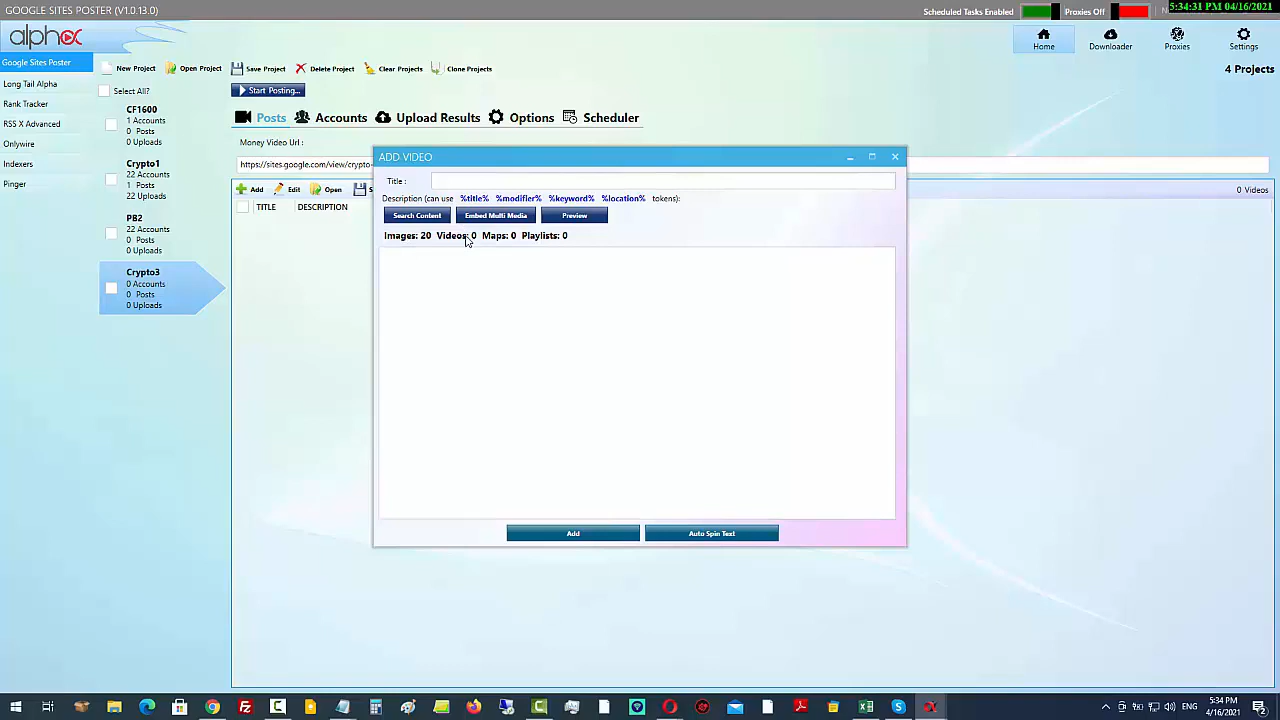 GOOGLE SITES POSTER (V1.0.13.0)
Scheduled Tasks Enabled
Proxies Off
5:34:31 PM 04/16/2021
alphex
Home
Downloader
Proxies
Settings
Google Sites Poster
Long Tail Alpha
Rank Tracker
RSS X Advanced
Onlywire
Indexers
Pinger
New Project
Open Project
Save Project
Delete Project
Clear Projects
Clone Projects
4 Projects
Select All?
Start Posting...
CF1600
1 Accounts
0 Posts
0 Uploads
Crypto1
22 Accounts
1 Posts
22 Uploads
PB2
22 Accounts
0 Posts
0 Uploads
Crypto3
0 Accounts
0 Posts
0 Uploads
Posts
Accounts
Upload Results
Options
Scheduler
Money Video Url :
https://sites.google.com/view/crypto-
Add
Edit
Open
S
0 Videos
TITLE
DESCRIPTION
ADD VIDEO
Title :
Description (can use %title% %modifier% %keyword% %location% tokens):
Search Content
Embed Multi Media
Preview
Images: 20 Videos: 0 Maps: 0 Playlists: 0
Add
Auto Spin Text
ENG
5:34 PM
4/16/2021
2